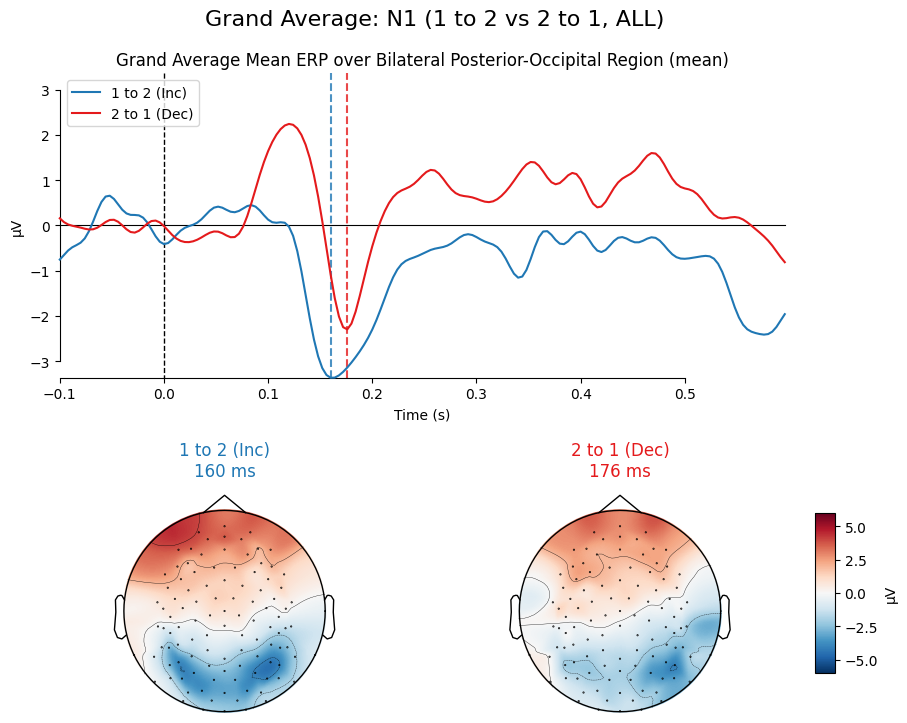 Grand Average: N1 (1 to 2 vs 2 to 1, ALL)
Grand Average Mean ERP over Bilateral Posterior-Occipital Region (mean)
1 to 2 (Inc)
2 to 1 (Dec)
µV
3
2
1
0
−1
−2
−3
−0.1
0.0
0.1
0.2
0.3
0.4
0.5
Time (s)
1 to 2 (Inc)
160 ms
2 to 1 (Dec)
176 ms
5.0
2.5
0.0
−2.5
−5.0
µV